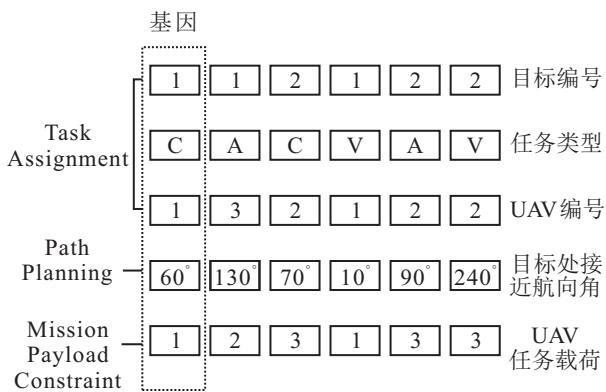 基因
1 1 2 1 2 2 目标编号
Task
Assignment
C A C V A V 任务类型
1 3 2 1 2 2 UAV编号
Path
Planning
60° 130° 70° 10° 90° 240° 目标处接
近航向角
Mission
Payload
Constraint
1 2 3 1 3 3 UAV
任务载荷